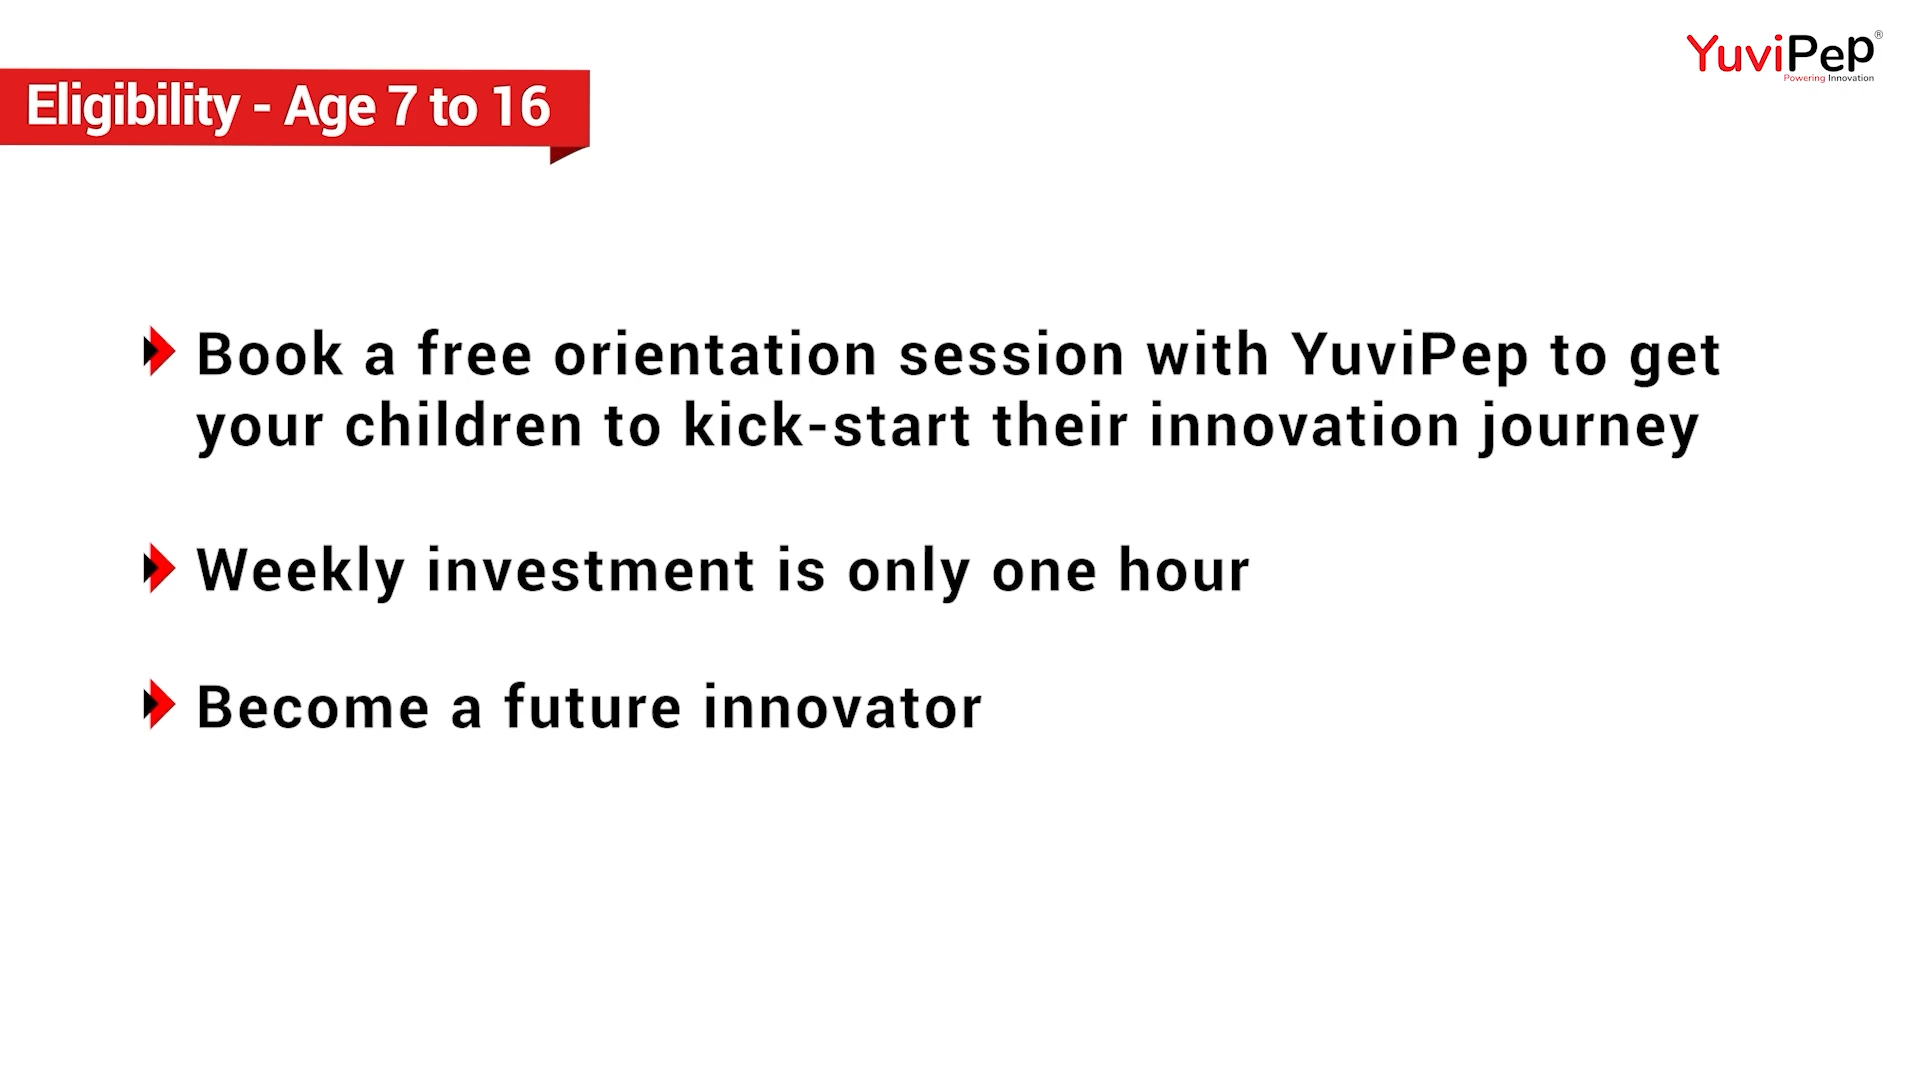 YuviPep®
Powering Innovation
Eligibility - Age 7 to 16
Book a free orientation session with YuviPep to get
your children to kick-start their innovation journey
Weekly investment is only one hour
Become a future innovator